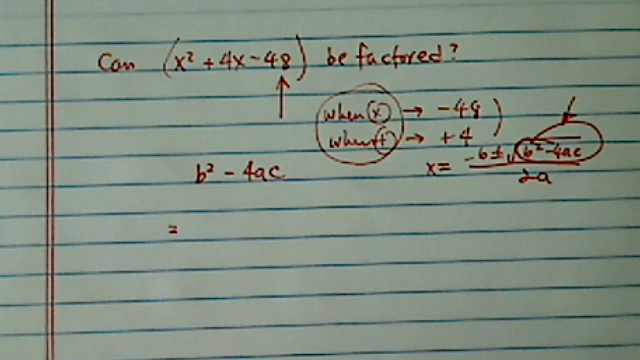 Can (x² + 4x - 48) be factored?
when (x) → - 48
when (+) → + 4
b² - 4ac
x = -b ± √b² - 4ac / 2a
=